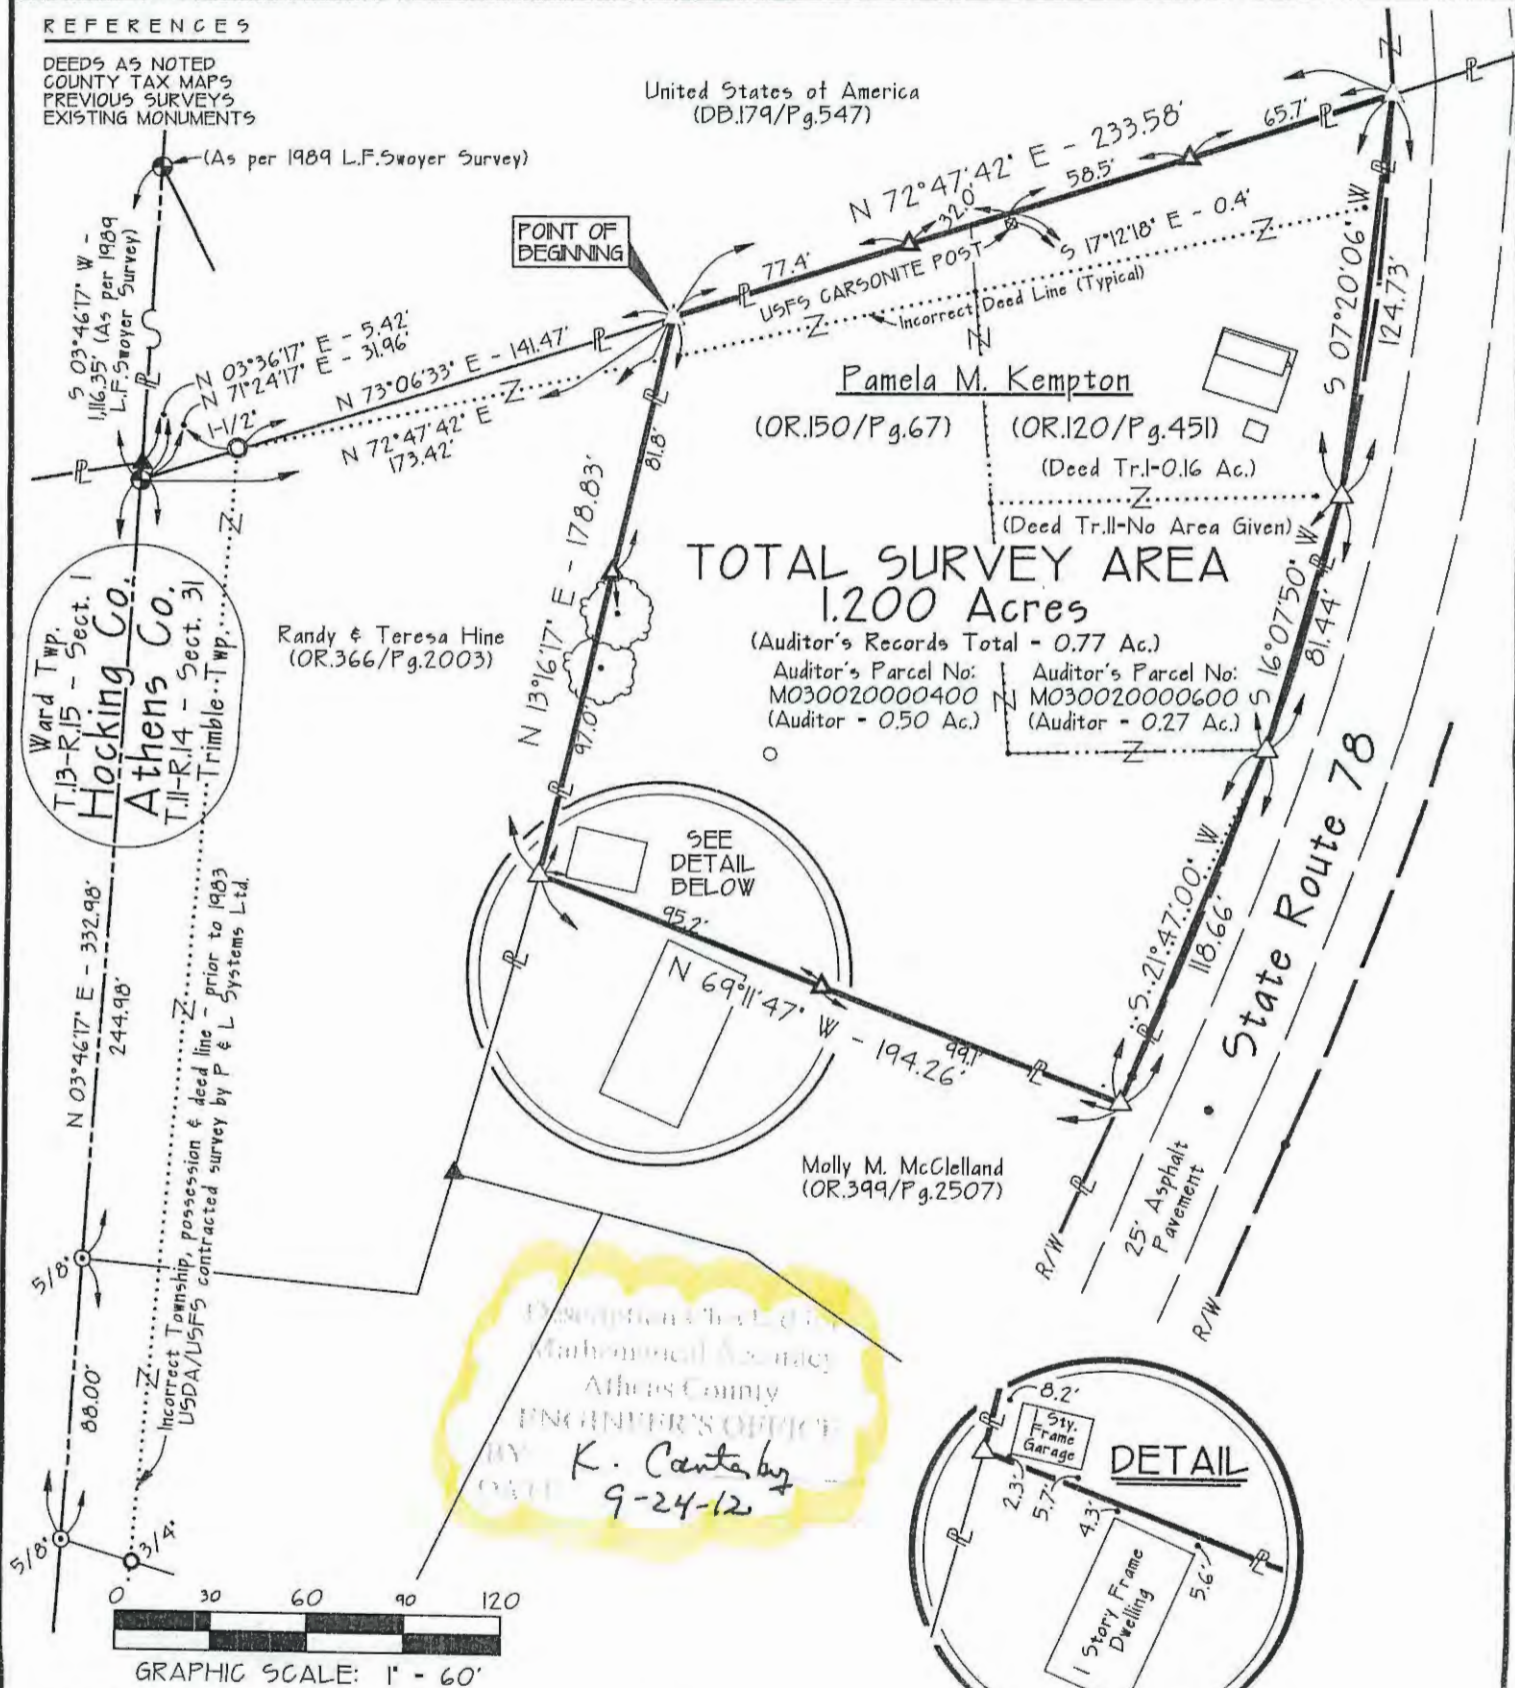 REFERENCES
DEEDS AS NOTED
COUNTY TAX MAPS
PREVIOUS SURVEYS
EXISTING MONUMENTS
(As per 1989 L.F.Swoyer Survey)
United States of America
(DB.179/Pg.547)
N 72°47'42" E - 233.58'
65.7'
58.5'
32.0'
77.4'
S 17°12'18" E - 0.4'
USFS CARSONITE POST
Incorrect Deed Line (Typical)
POINT OF
BEGINNING
S 03°46'17" W -
1,116.35' (As per 1989
L.F.Swoyer Survey)
N 03°36'17" E - 5.42'
N 71°24'17" E - 31.96'
1-1/2"
N 73°06'33" E - 141.47'
N 72°47'42" E
173.42'
S 07°20'06" W
124.73'
Pamela M. Kempton
(OR.150/Pg.67)
(OR.120/Pg.451)
(Deed Tr.I-0.16 Ac.)
(Deed Tr.II-No Area Given)
TOTAL SURVEY AREA
1.200 Acres
(Auditor's Records Total - 0.77 Ac.)
Auditor's Parcel No:
M030020000400
(Auditor - 0.50 Ac.)
Auditor's Parcel No:
M030020000600
(Auditor - 0.27 Ac.)
S 16°07'50" W
81.44'
81.8'
N 13°16'17" E - 178.83'
97.0'
Randy & Teresa Hine
(OR.366/Pg.2003)
Ward Twp.
T.13-R.15 - Sect. 1
Hocking Co.
Athens Co.
T.11-R.14 - Sect. 31
Trimble Twp.
SEE
DETAIL
BELOW
95.2'
N 69°11'47" W - 194.26'
99.1'
S 21°47'00" W
118.66'
State Route 78
25' Asphalt
Pavement
R/W
R/W
Molly M. McClelland
(OR.399/Pg.2507)
N 03°46'17" E - 332.98'
244.98'
88.00'
Incorrect Township, possession & deed line - prior to 1983
USDA/USFS contracted survey by P & L Systems Ltd.
5/8"
5/8"
3/4"
Description Checked for
Mathematical Accuracy
Athens County
ENGINEER'S OFFICE
BY K. Canterbury
DATE 9-24-12
DETAIL
8.2'
1 Sty.
Frame
Garage
2.3'
5.7'
4.3'
5.6'
1 Story Frame
Dwelling
0 30 60 90 120
GRAPHIC SCALE: 1" - 60'